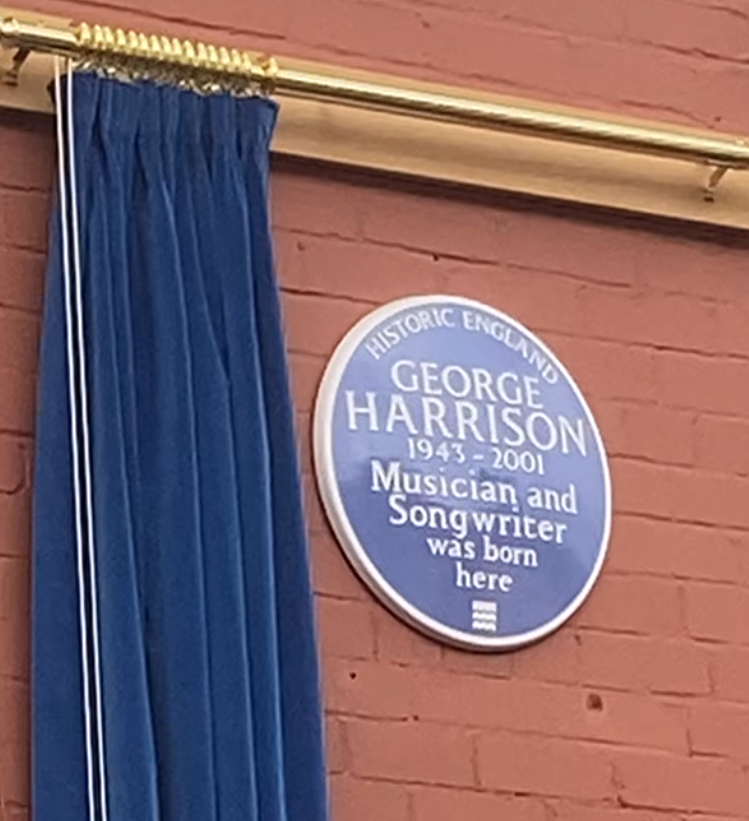 HISTORIC ENGLAND
GEORGE
HARRISON
1943 - 2001
Musician and
Songwriter
was born
here